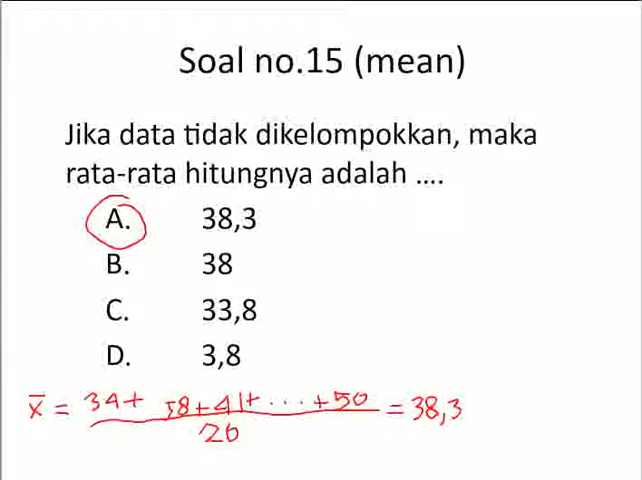 Soal no.15 (mean)
Jika data tidak dikelompokkan, maka
rata-rata hitungnya adalah ....
A. 38,3
B. 38
C. 33,8
D. 3,8
x̄ = 34+ 58+41+ ... +50 = 38,3
20